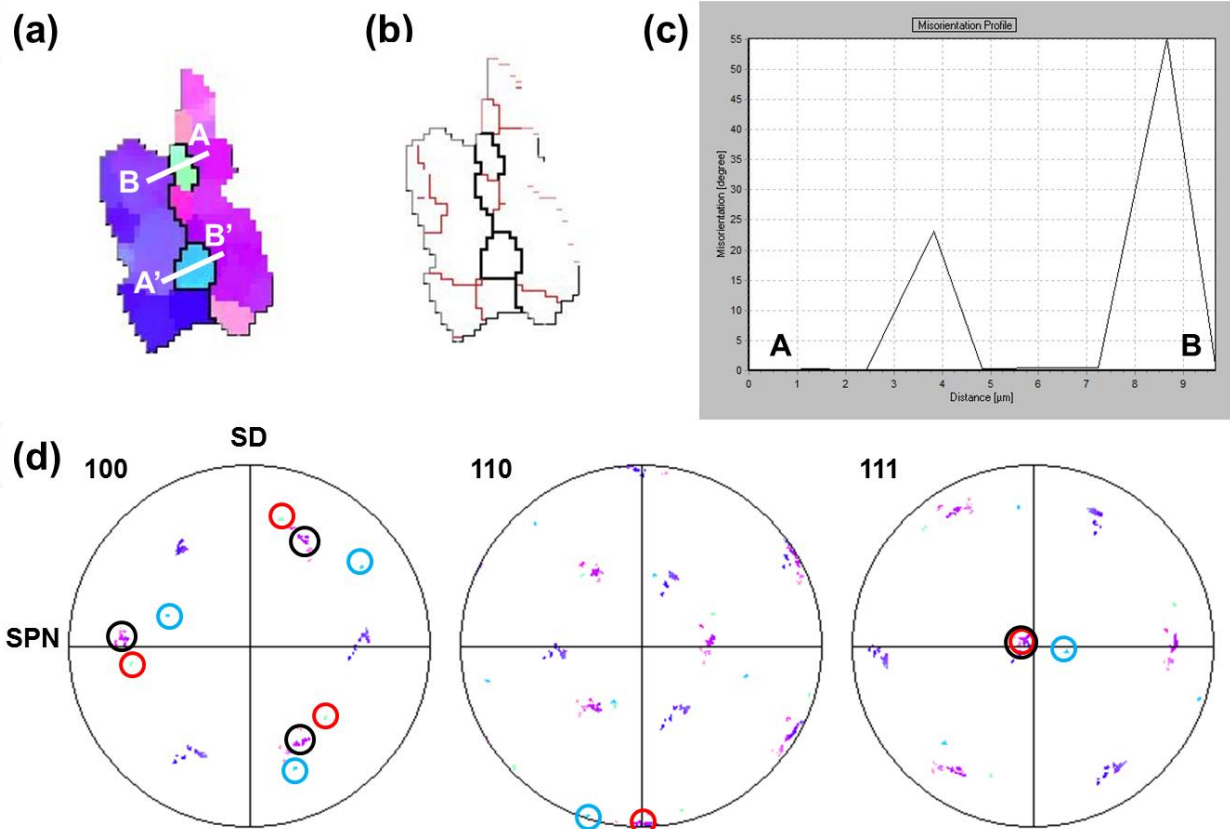 (a)
(b)
(c)
A
B
B'
A'
Misorientation Profile
Misorientation [degree]
55
50
45
40
35
30
25
20
15
10
5
0
A
B
0 1 2 3 4 5 6 7 8 9
Distance [µm]
(d)
SD
100
110
111
SPN